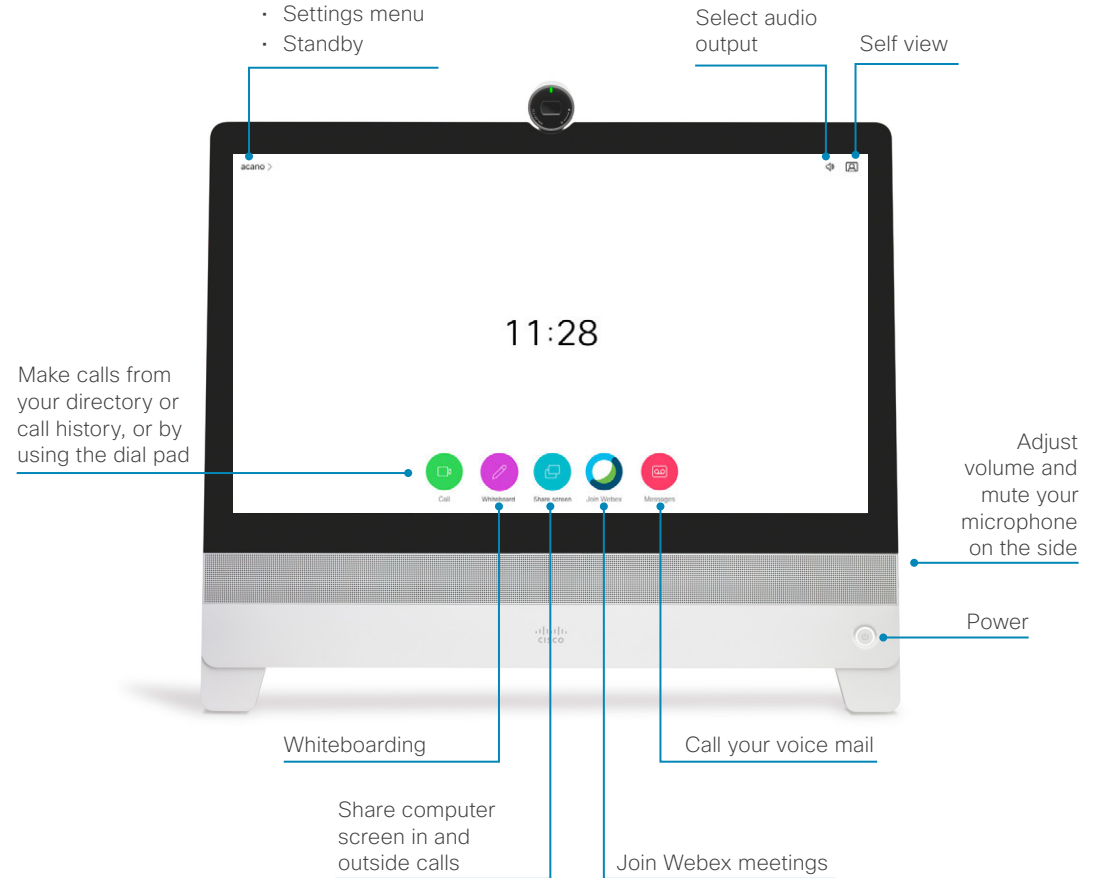 · Settings menu
· Standby
Select audio
output
Self view
acano >
11:28
Make calls from
your directory or
call history, or by
using the dial pad
Call
Whiteboard
Share screen
Join Webex
Messages
Adjust
volume and
mute your
microphone
on the side
CISCO
Power
Whiteboarding
Call your voice mail
Share computer
screen in and
outside calls
Join Webex meetings